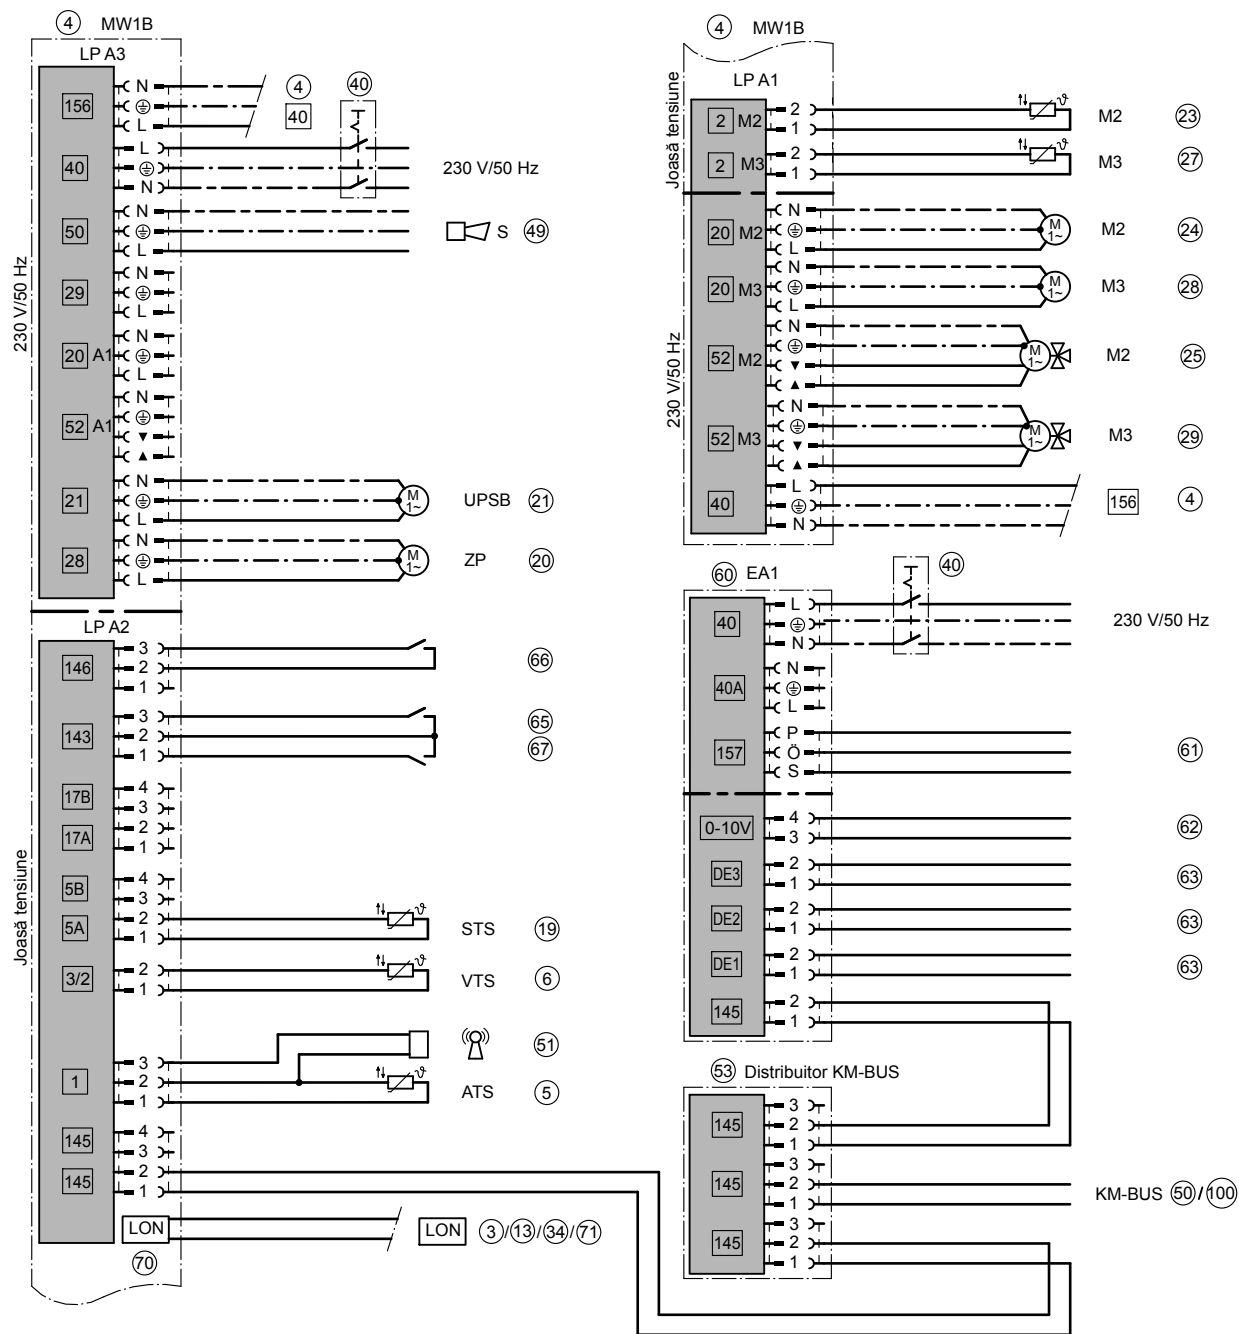 4 MW1B
LP A3
230 V/50 Hz
156
N
L
4
40
40
40
L
N
230 V/50 Hz
50
N
L
S 49
29
N
L
20 A1
N
L
52 A1
N
▼
▲
21
N
L
M
1~
UPSB 21
28
N
L
M
1~
ZP 20
LP A2
Joasă tensiune
146
3
2
1
66
143
3
2
1
65
67
17B
4
3
17A
2
1
5B
4
3
5A
2
1
ϑ
STS 19
3/2
2
1
ϑ
VTS 6
51
1
3
2
1
ϑ
ATS 5
145
4
3
145
2
1
LON
LON 3/13/34/71
70
4 MW1B
LP A1
Joasă tensiune
2 M2
2
1
ϑ
M2 23
2 M3
2
1
ϑ
M3 27
230 V/50 Hz
20 M2
N
L
M
1~
M2 24
20 M3
N
L
M
1~
M3 28
52 M2
N
▼
▲
M
1~
M2 25
52 M3
N
▼
▲
M
1~
M3 29
40
L
N
156 4
60 EA1
40
40
L
N
230 V/50 Hz
40A
N
L
157
P
Ö
S
61
0-10V
4
3
62
DE3
2
1
63
DE2
2
1
63
DE1
2
1
63
145
2
1
53 Distribuitor KM-BUS
145
3
2
1
145
3
2
1
KM-BUS 50/100
145
3
2
1